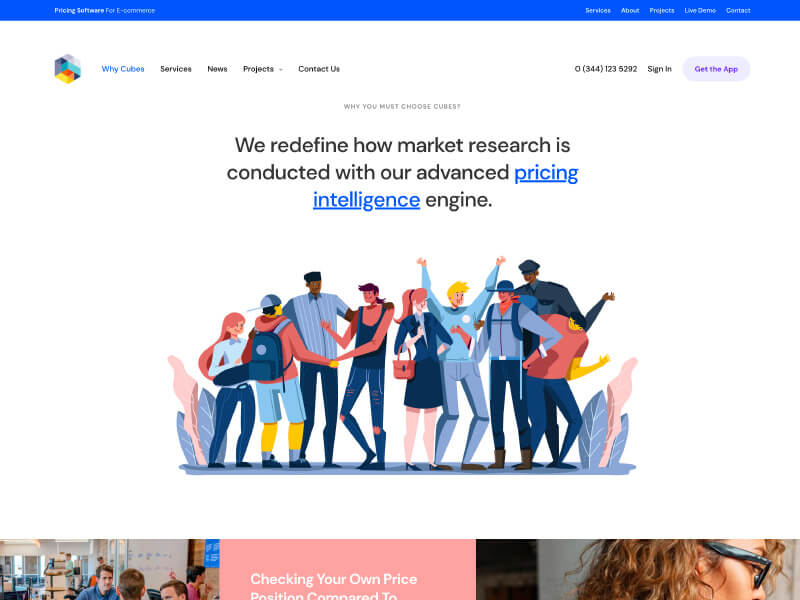 Pricing Software For E-commerce
Services About Projects Live Demo Contact
Why Cubes Services News Projects Contact Us
0 (344) 123 5292 Sign In Get the App
WHY YOU MUST CHOOSE CUBES?
We redefine how market research is
conducted with our advanced pricing
intelligence engine.
Checking Your Own Price
Position Compared To